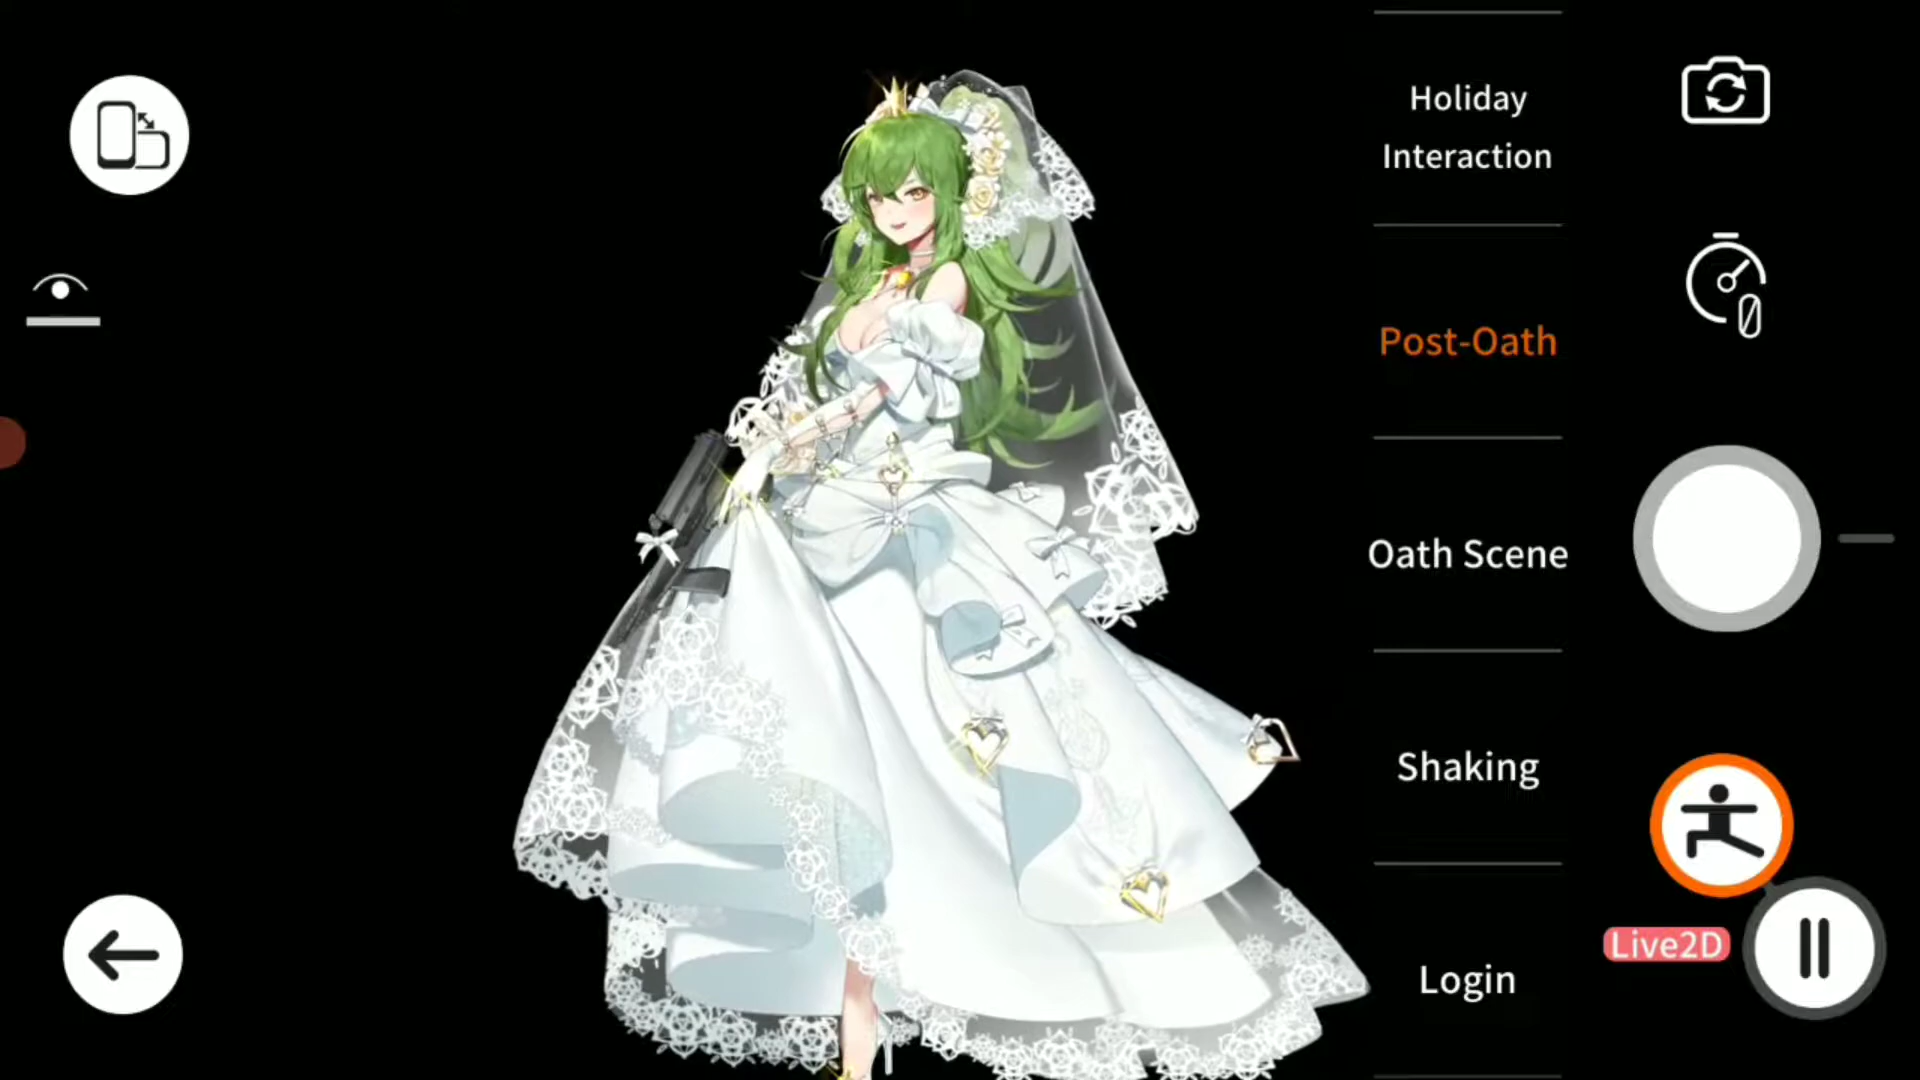 Holiday
Interaction
Post-Oath
Oath Scene
Shaking
Login
Live2D